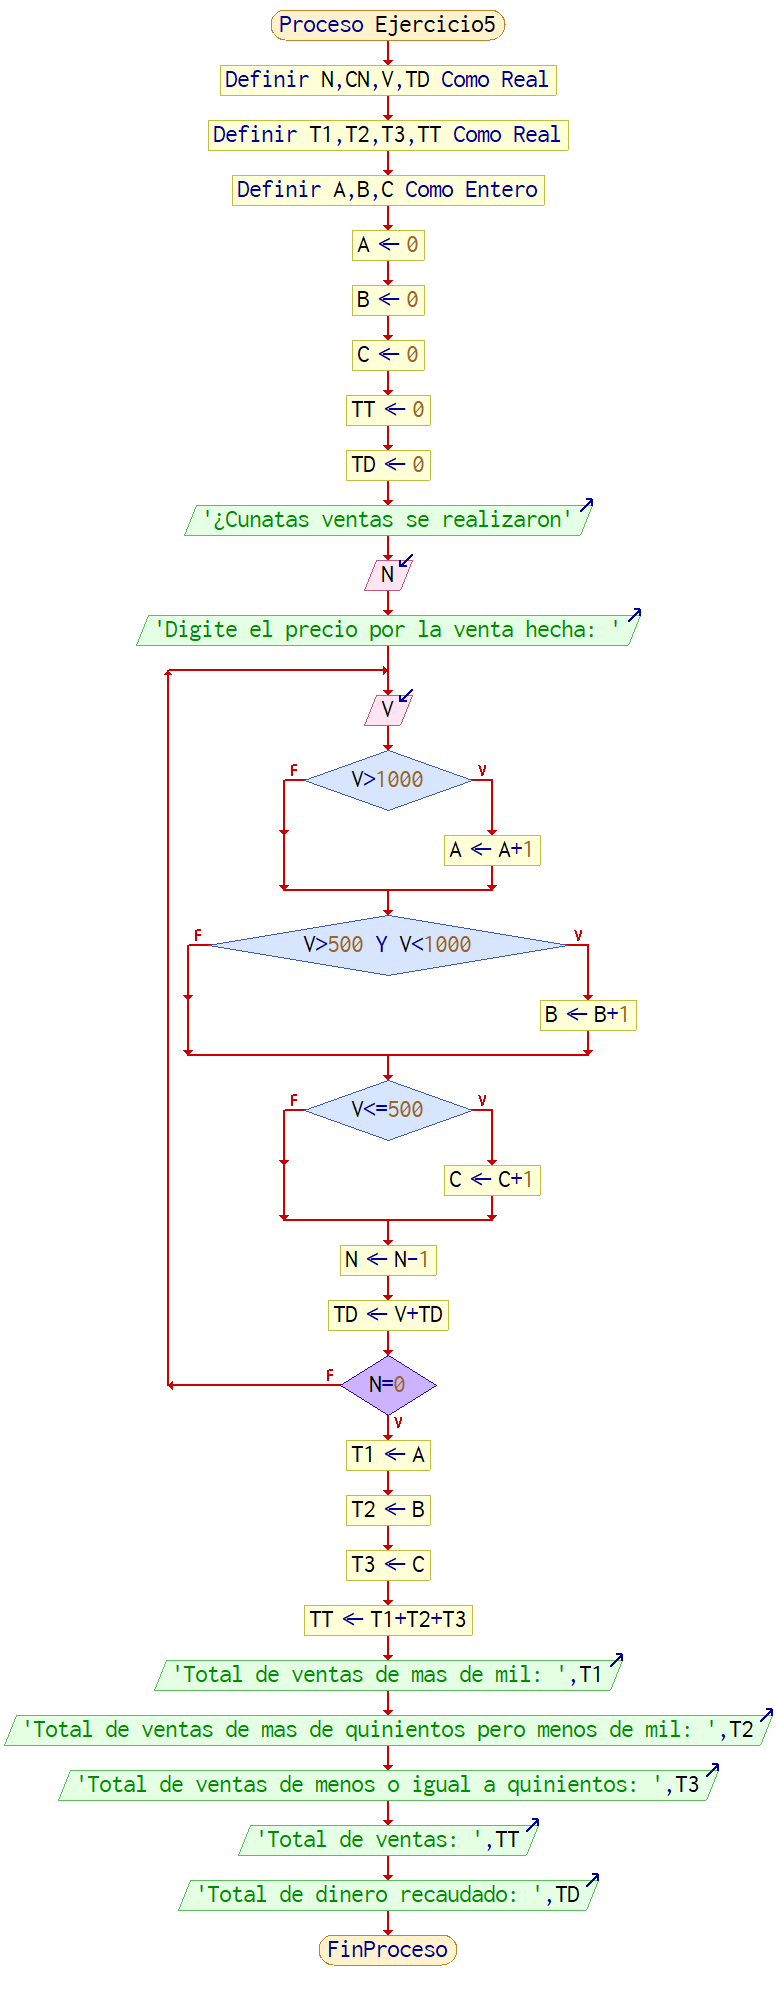 Proceso Ejercicio5
Definir N,CN,V,TD Como Real
Definir T1,T2,T3,TT Como Real
Definir A,B,C Como Entero
A ← 0
B ← 0
C ← 0
TT ← 0
TD ← 0
'¿Cunatas ventas se realizaron'
N
'Digite el precio por la venta hecha: '
V
F V>1000 V
A ← A+1
F V>500 Y V<1000 V
B ← B+1
F V<=500 V
C ← C+1
N ← N-1
TD ← V+TD
F N=0
V
T1 ← A
T2 ← B
T3 ← C
TT ← T1+T2+T3
'Total de ventas de mas de mil: ',T1
'Total de ventas de mas de quinientos pero menos de mil: ',T2
'Total de ventas de menos o igual a quinientos: ',T3
'Total de ventas: ',TT
'Total de dinero recaudado: ',TD
FinProceso